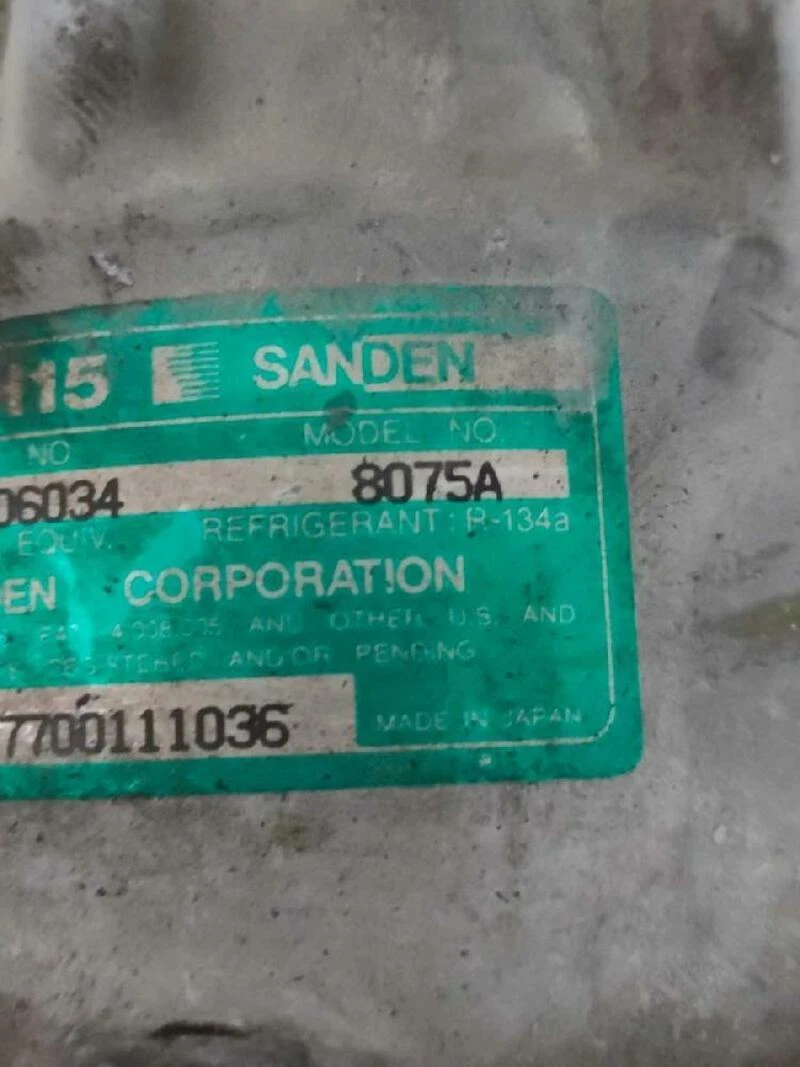 115 SANDEN
NO MODEL NO.
06034 8075A
EQUIV. REFRIGERANT: R-134a
EN CORPORATION
AND OTHER U.S. AND
REGISTERED AND/OR PENDING
7700111036 MADE IN JAPAN